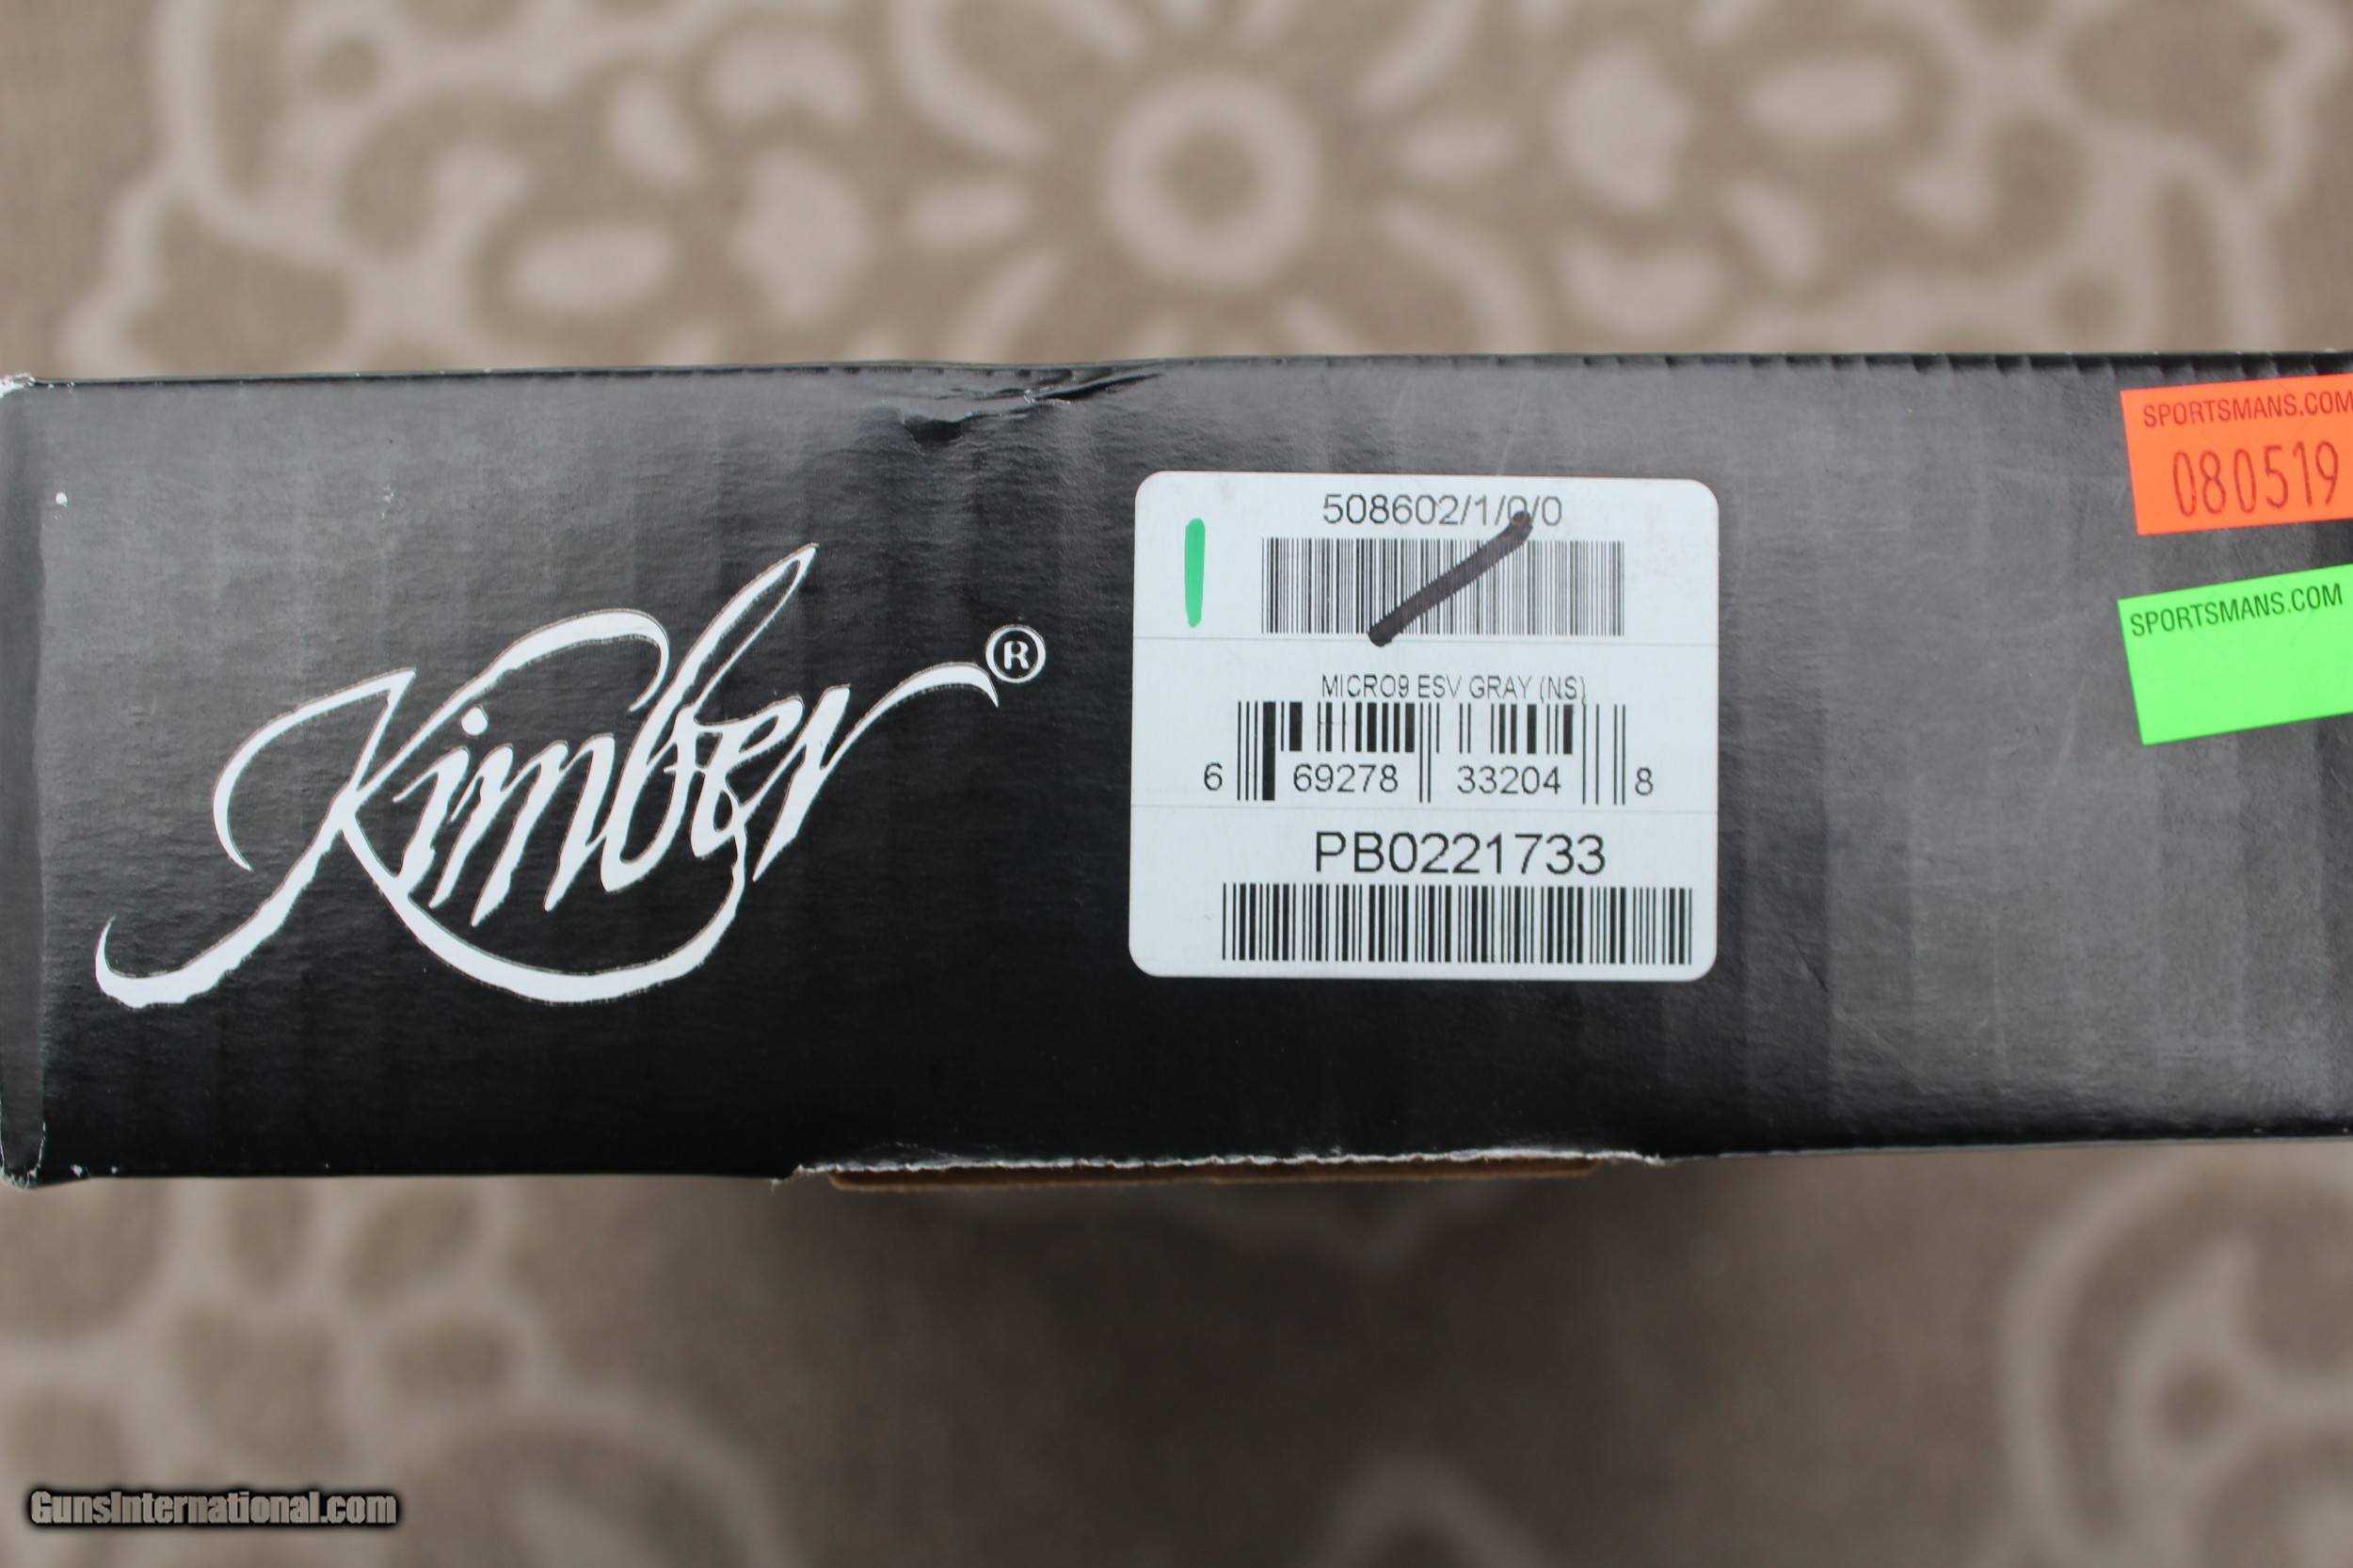 Kimber®
508602/1/0/0
MICRO9 ESV GRAY (NS)
6 69278 33204 8
PB0221733
SPORTSMANS.COM
080519
SPORTSMANS.COM
GunsInternational.com